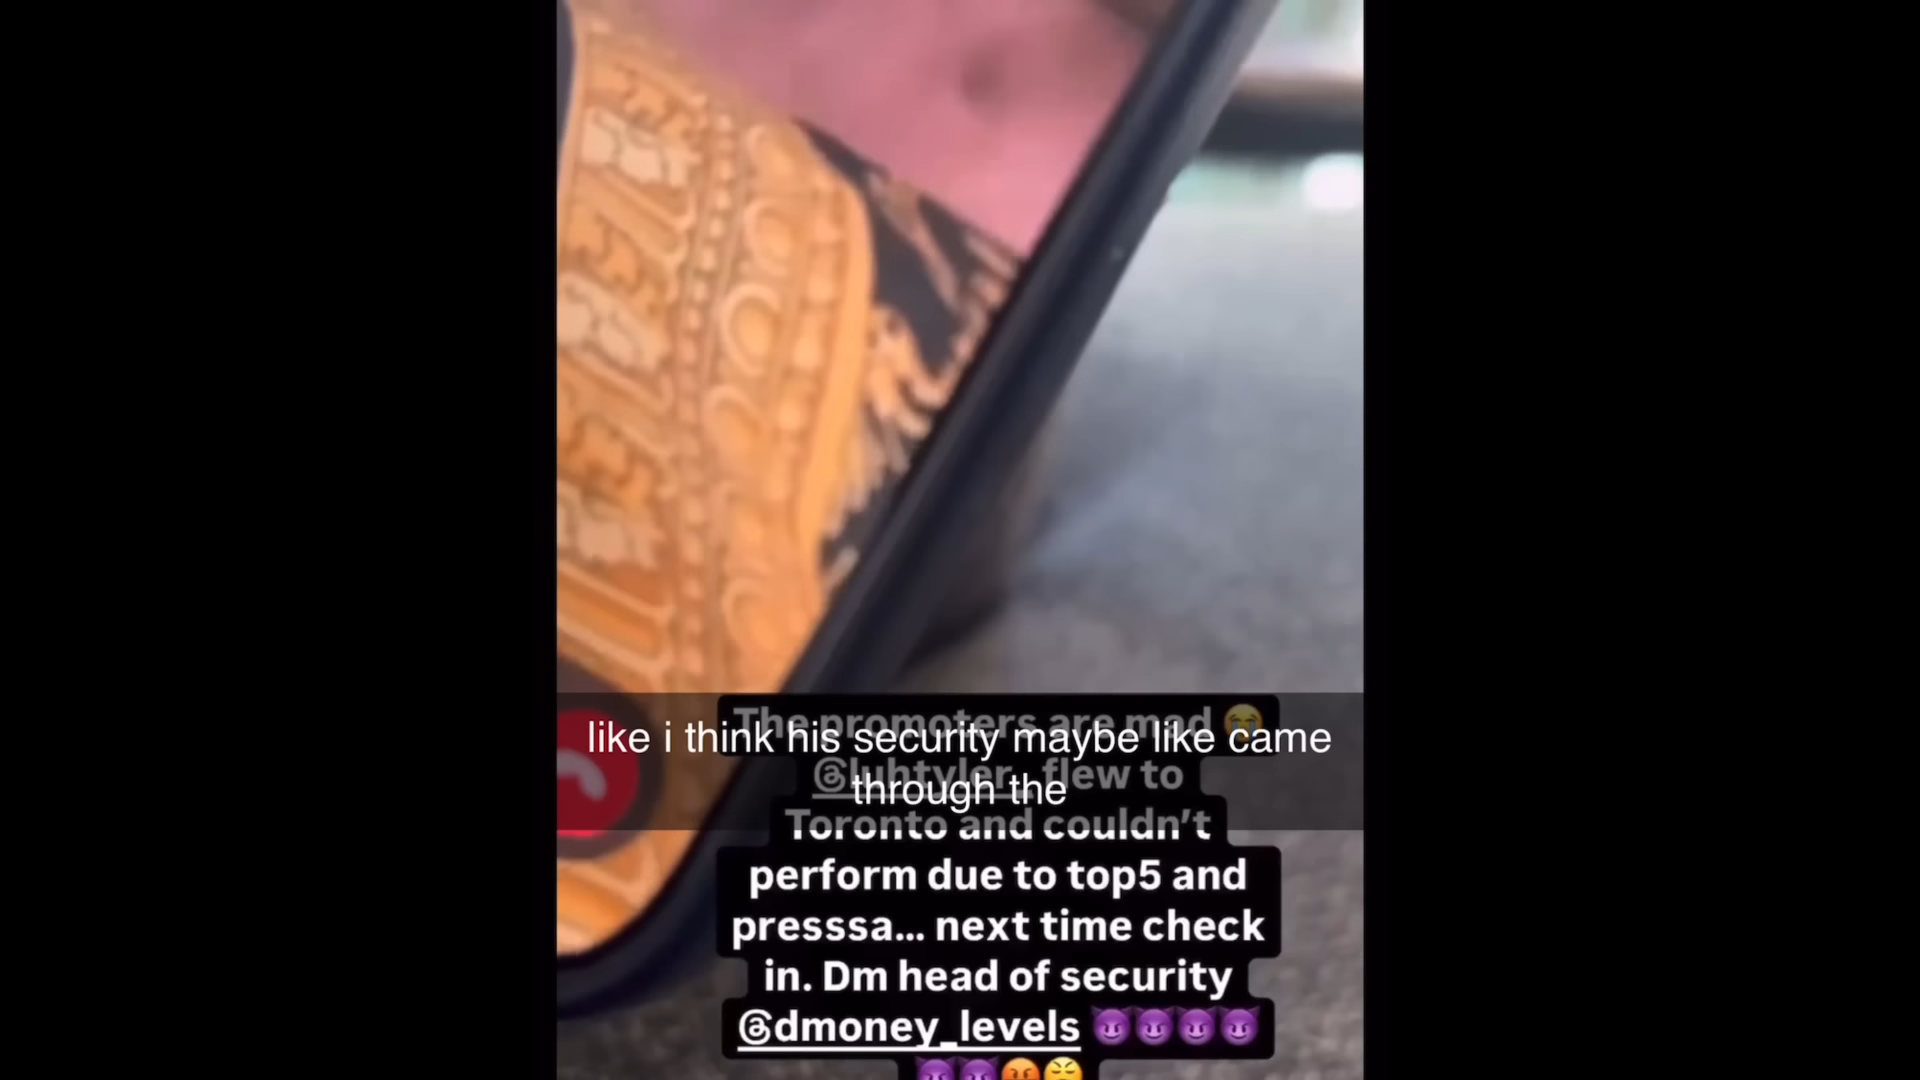 The promoters are mad 😭
like i think his security maybe like came
@luhtyler_ flew to
through the
Toronto and couldn't
perform due to top5 and
presssa... next time check
in. Dm head of security
@dmoney_levels 😈😈😈😈
😈😈😡😤